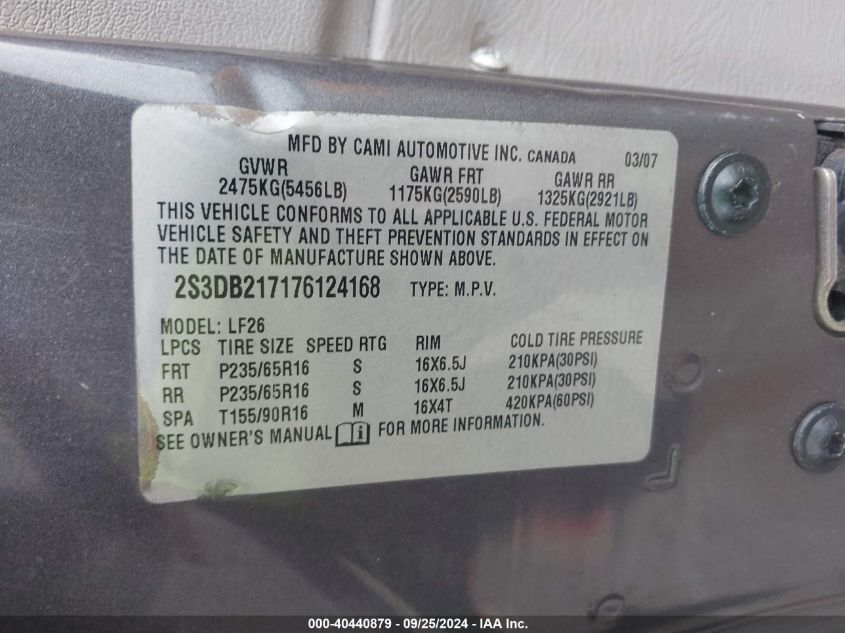 MFD BY CAMI AUTOMOTIVE INC. CANADA 03/07
GVWR GAWR FRT GAWR RR
2475KG(5456LB) 1175KG(2590LB) 1325KG(2921LB)
THIS VEHICLE CONFORMS TO ALL APPLICABLE U.S. FEDERAL MOTOR
VEHICLE SAFETY AND THEFT PREVENTION STANDARDS IN EFFECT ON
THE DATE OF MANUFACTURE SHOWN ABOVE.
2S3DB217176124168 TYPE: M.P.V.
MODEL: LF26
LPCS TIRE SIZE SPEED RTG RIM COLD TIRE PRESSURE
FRT P235/65R16 S 16X6.5J 210KPA(30PSI)
RR P235/65R16 S 16X6.5J 210KPA(30PSI)
SPA T155/90R16 M 16X4T 420KPA(60PSI)
SEE OWNER'S MANUAL i FOR MORE INFORMATION.
000-40440879 - 09/25/2024 - IAA Inc.